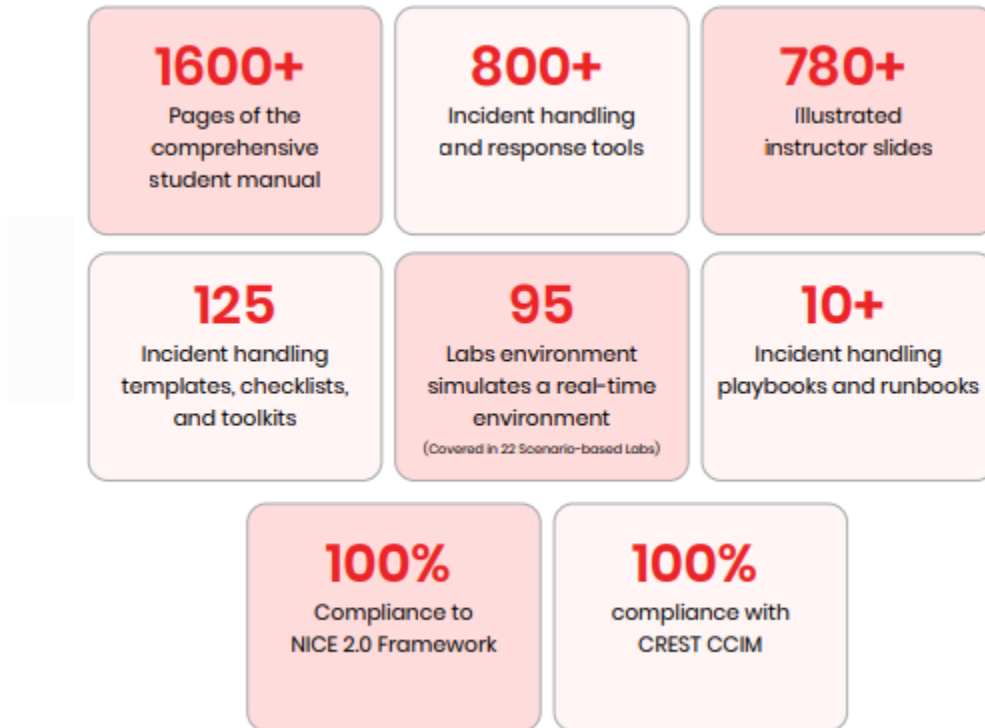 1600+
Pages of the
comprehensive
student manual
800+
Incident handling
and response tools
780+
Illustrated
instructor slides
125
Incident handling
templates, checklists,
and toolkits
95
Labs environment
simulates a real-time
environment
(Covered in 22 Scenario-based Labs)
10+
Incident handling
playbooks and runbooks
100%
Compliance to
NICE 2.0 Framework
100%
compliance with
CREST CCIM